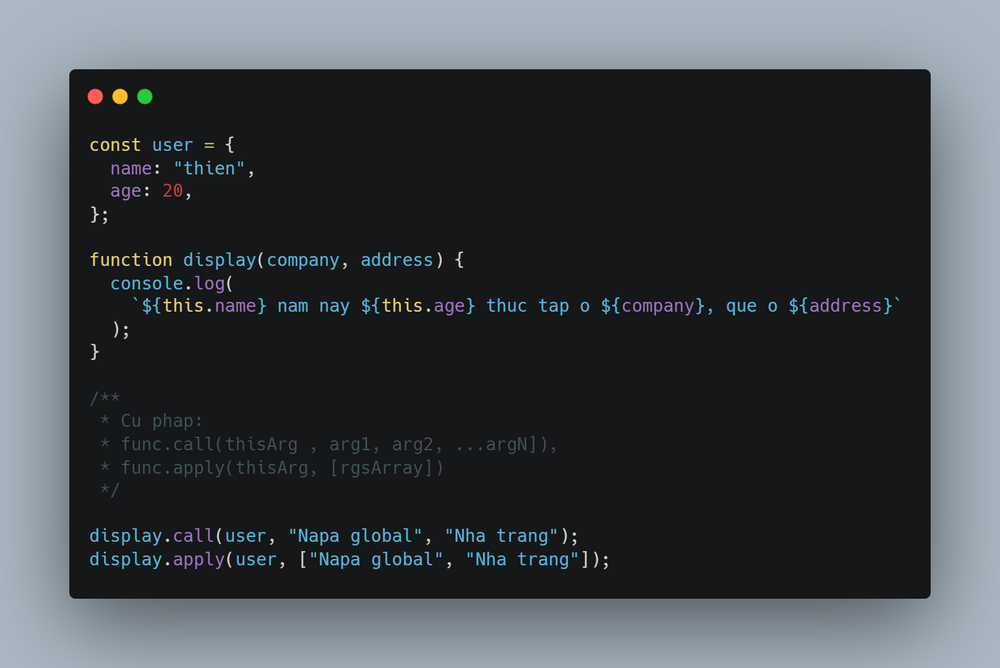 const user = {
  name: "thien",
  age: 20,
};
function display(company, address) {
  console.log(
    `${this.name} nam nay ${this.age} thuc tap o ${company}, que o ${address}`
  );
}
/**
 * Cu phap:
 * func.call(thisArg , arg1, arg2, ...argN]),
 * func.apply(thisArg, [rgsArray])
 */
display.call(user, "Napa global", "Nha trang");
display.apply(user, ["Napa global", "Nha trang"]);